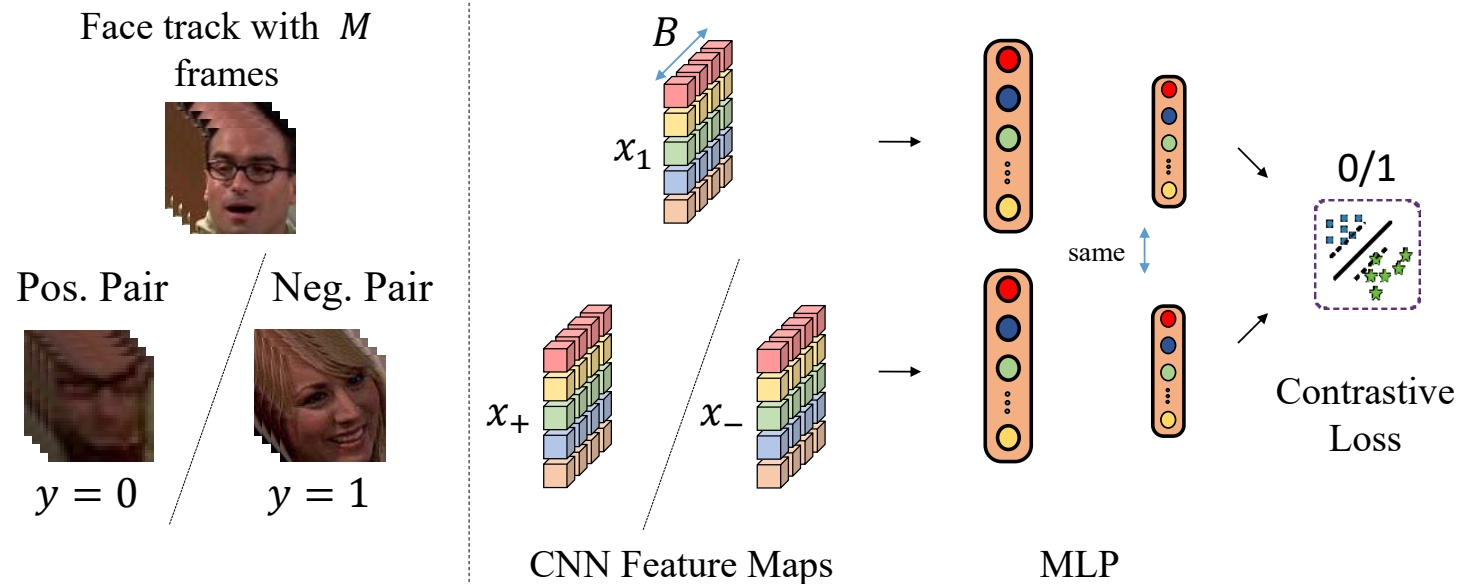 Face track with M
frames
Pos. Pair
Neg. Pair
y = 0
y = 1
B
x₁
x₊
x₋
CNN Feature Maps
same
MLP
0/1
Contrastive
Loss